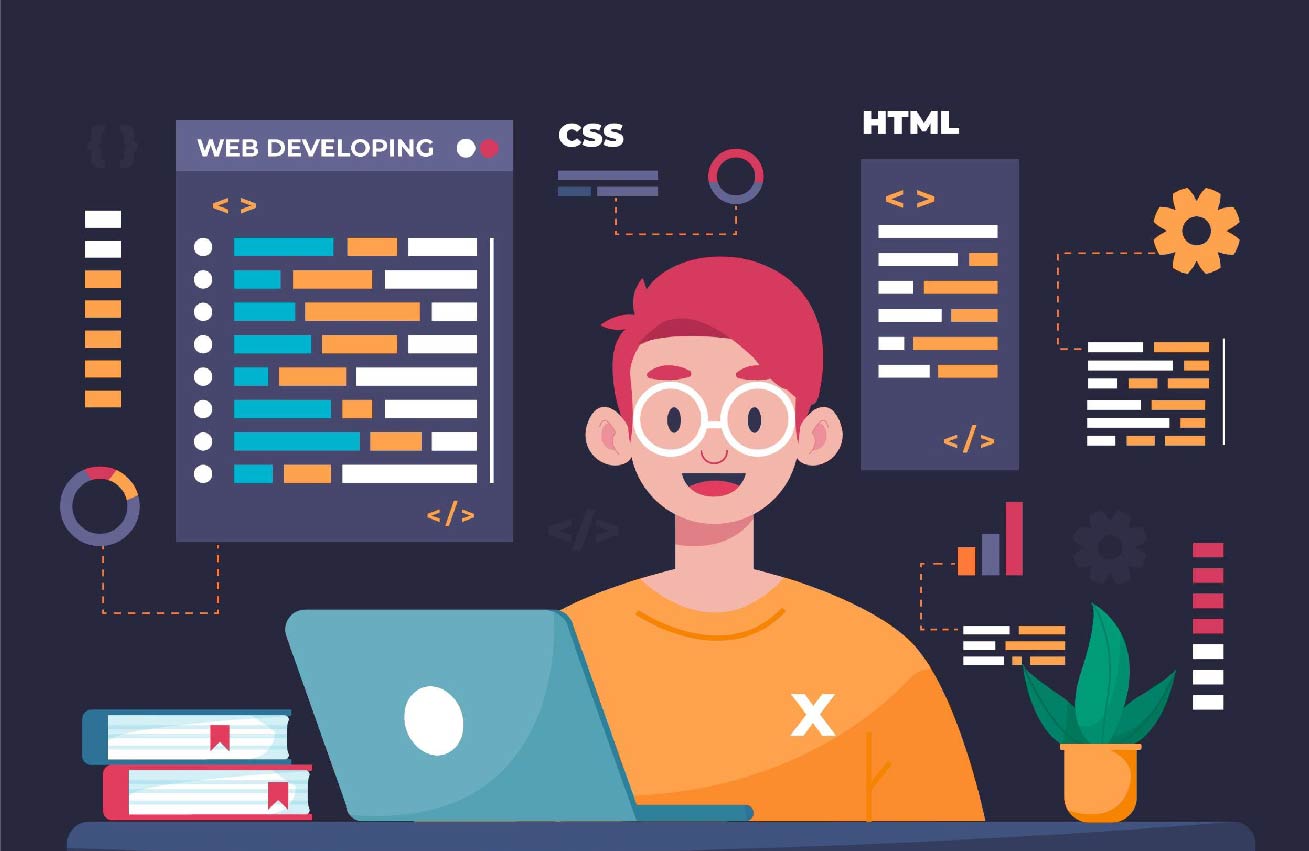 WEB DEVELOPING
CSS
HTML
{ }
< >
< >
</>
</>
</>
X